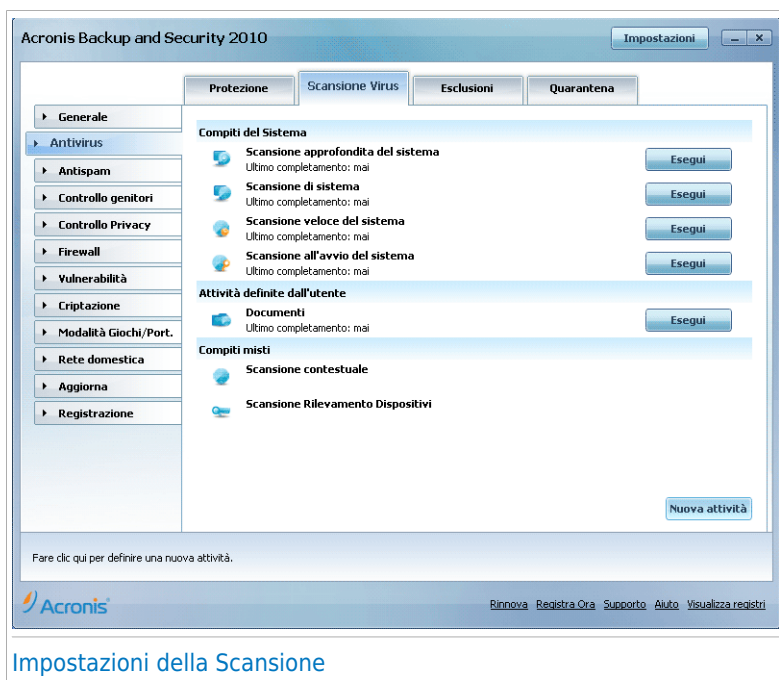 Acronis Backup and Security 2010
Impostazioni
Protezione
Scansione Virus
Esclusioni
Quarantena
Generale
Antivirus
Antispam
Controllo genitori
Controllo Privacy
Firewall
Vulnerabilità
Criptazione
Modalità Giochi/Port.
Rete domestica
Aggiorna
Registrazione
Compiti del Sistema
Scansione approfondita del sistema
Ultimo completamento: mai
Esegui
Scansione di sistema
Ultimo completamento: mai
Esegui
Scansione veloce del sistema
Ultimo completamento: mai
Esegui
Scansione all'avvio del sistema
Ultimo completamento: mai
Esegui
Attività definite dall'utente
Documenti
Ultimo completamento: mai
Esegui
Compiti misti
Scansione contestuale
Scansione Rilevamento Dispositivi
Nuova attività
Fare clic qui per definire una nuova attività.
Acronis
Rinnova Registra Ora Supporto Aiuto Visualizza registri
Impostazioni della Scansione